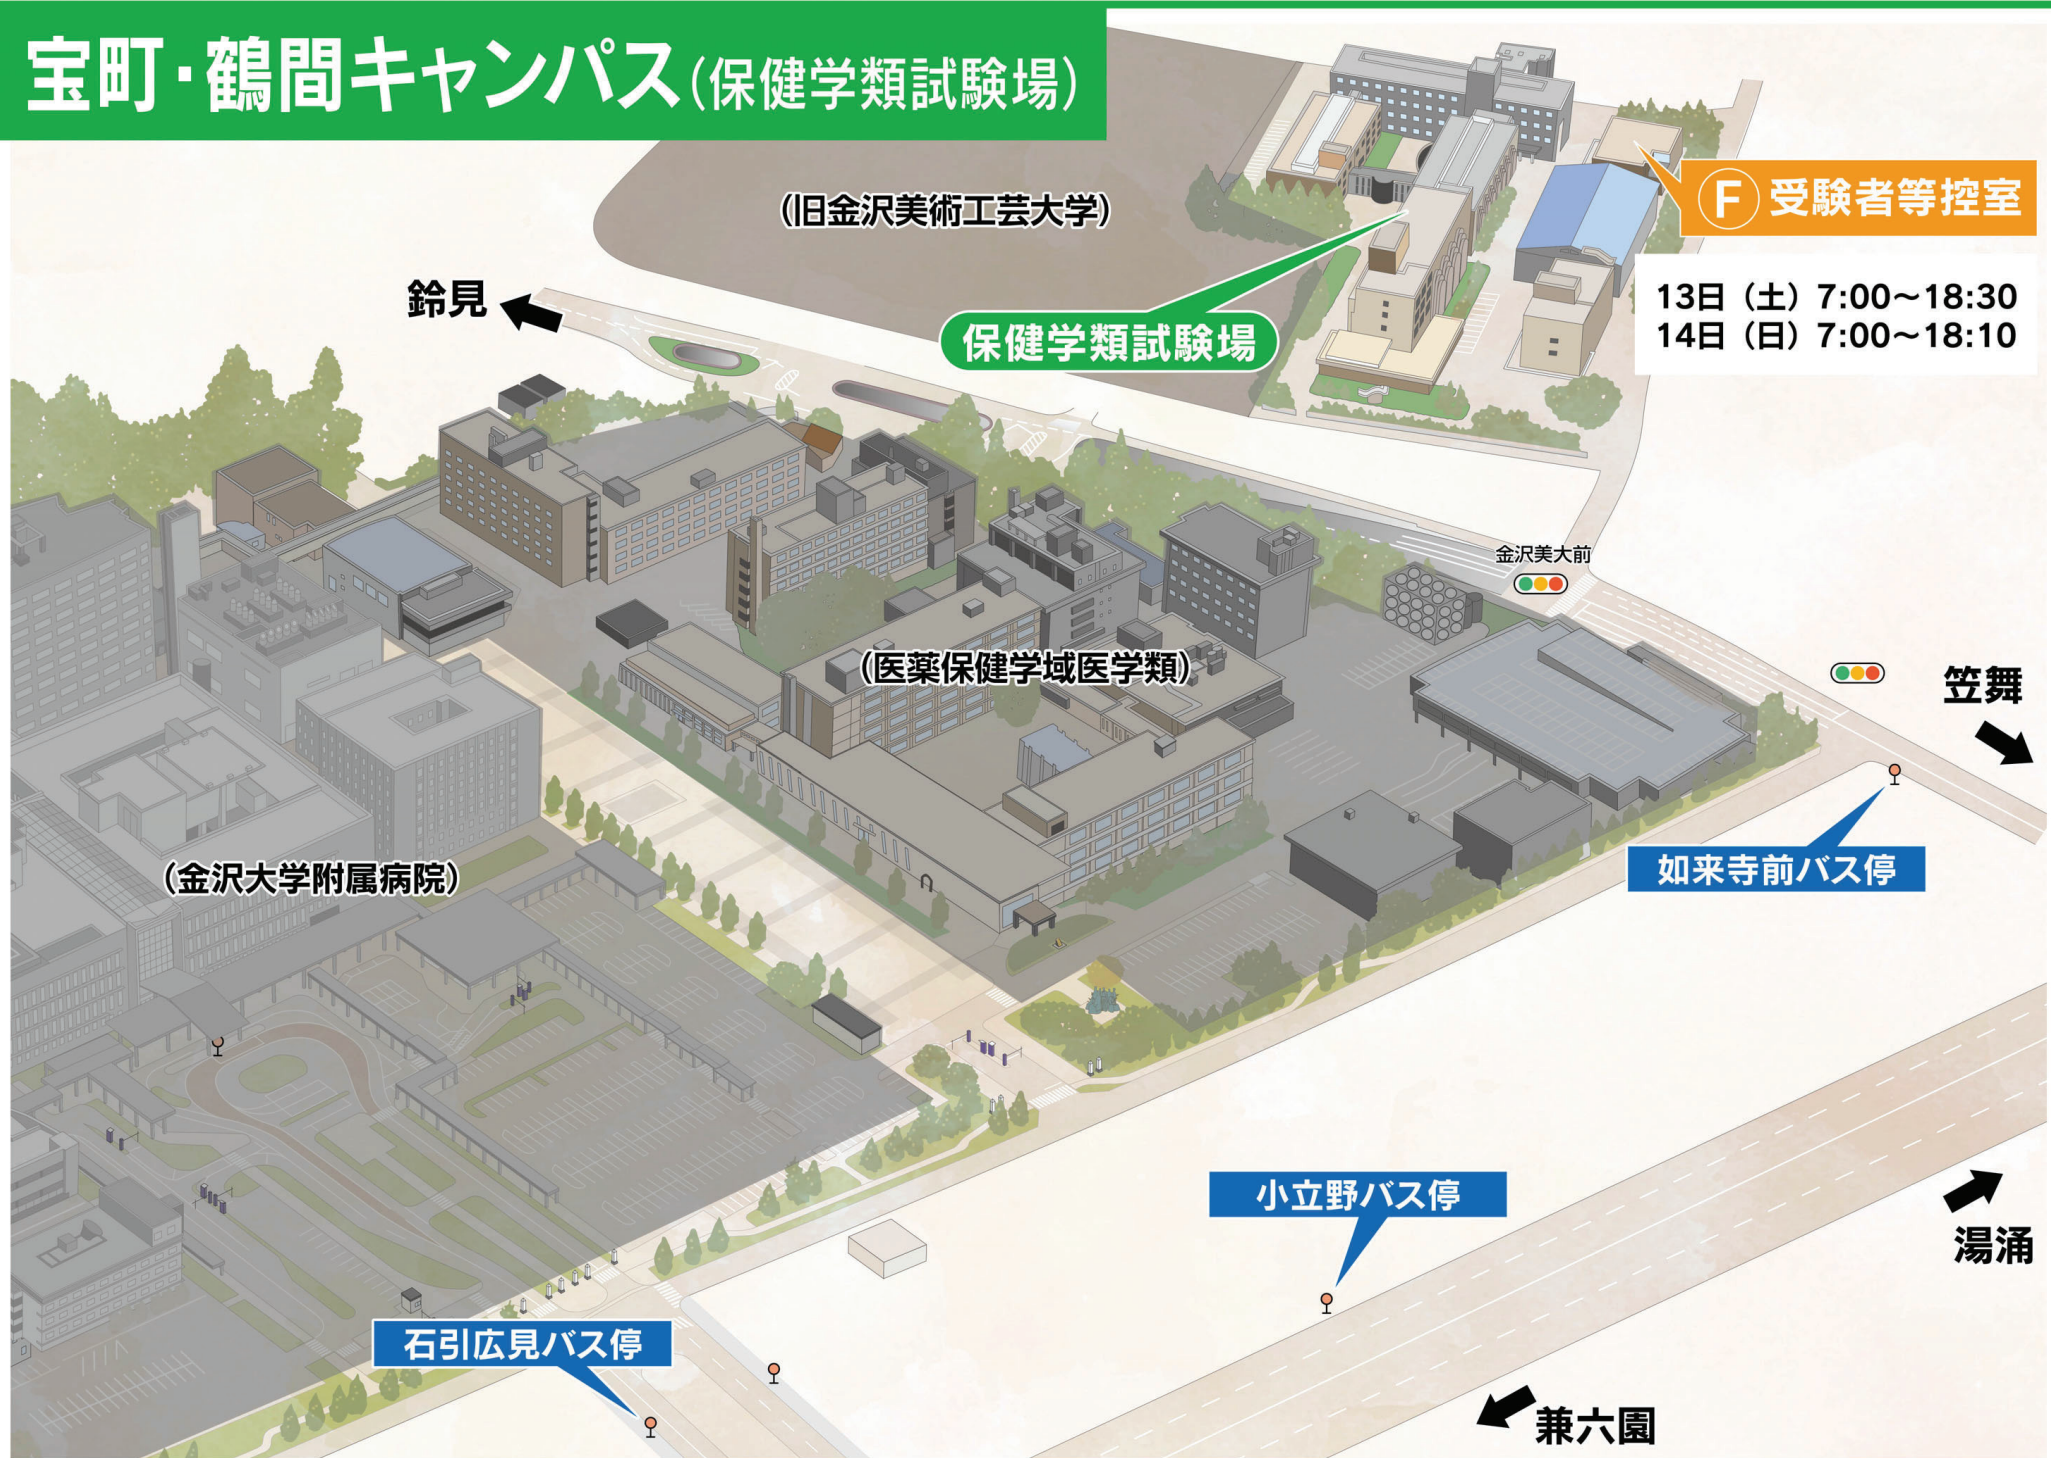 宝町・鶴間キャンパス(保健学類試験場)
(旧金沢美術工芸大学)
F 受験者等控室
13日（土）7:00～18:30
14日（日）7:00～18:10
鈴見
保健学類試験場
金沢美大前
(医薬保健学域医学類)
笠舞
(金沢大学附属病院)
如来寺前バス停
小立野バス停
湯涌
石引広見バス停
兼六園